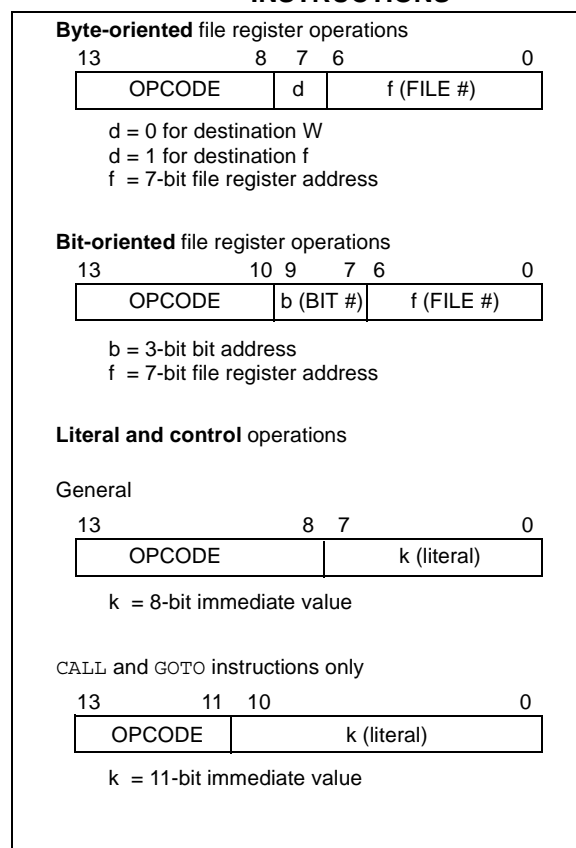 INSTRUCTIONS
Byte-oriented file register operations
13 8 7 6 0
OPCODE d f (FILE #)
d = 0 for destination W
d = 1 for destination f
f = 7-bit file register address
Bit-oriented file register operations
13 10 9 7 6 0
OPCODE b (BIT #) f (FILE #)
b = 3-bit bit address
f = 7-bit file register address
Literal and control operations
General
13 8 7 0
OPCODE k (literal)
k = 8-bit immediate value
CALL and GOTO instructions only
13 11 10 0
OPCODE k (literal)
k = 11-bit immediate value